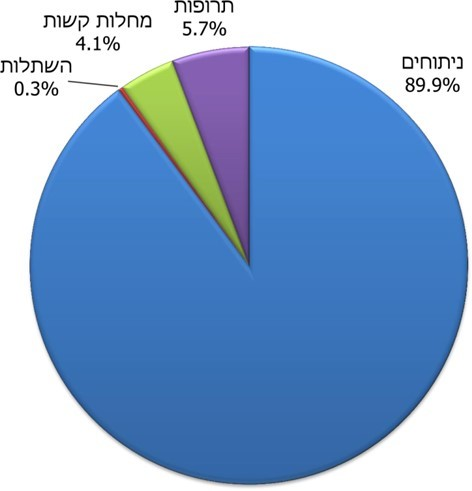 תרופות
5.7%
מחלות קשות
4.1%
השתלות
0.3%
ניתוחים
89.9%